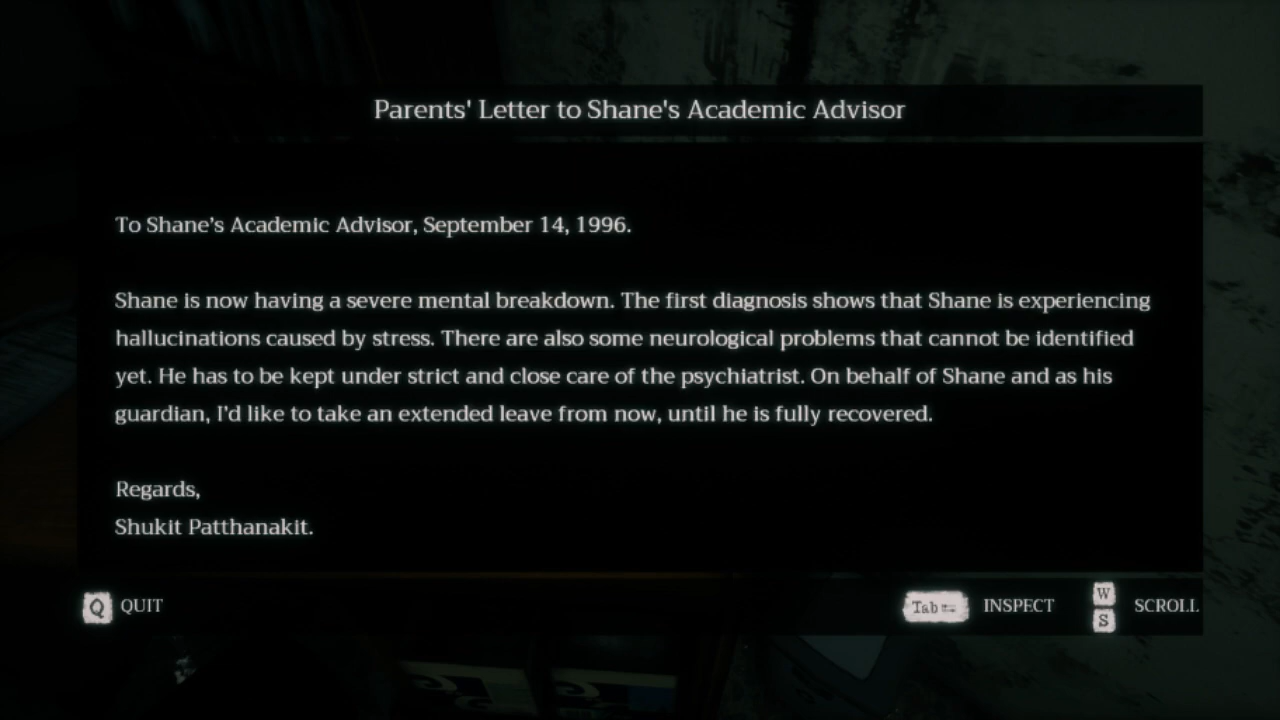 Parents' Letter to Shane's Academic Advisor
To Shane's Academic Advisor, September 14, 1996.
Shane is now having a severe mental breakdown. The first diagnosis shows that Shane is experiencing
hallucinations caused by stress. There are also some neurological problems that cannot be identified
yet. He has to be kept under strict and close care of the psychiatrist. On behalf of Shane and as his
guardian, I'd like to take an extended leave from now, until he is fully recovered.
Regards,
Shukit Patthanakit.
Q QUIT
Tab INSPECT
W
S SCROLL